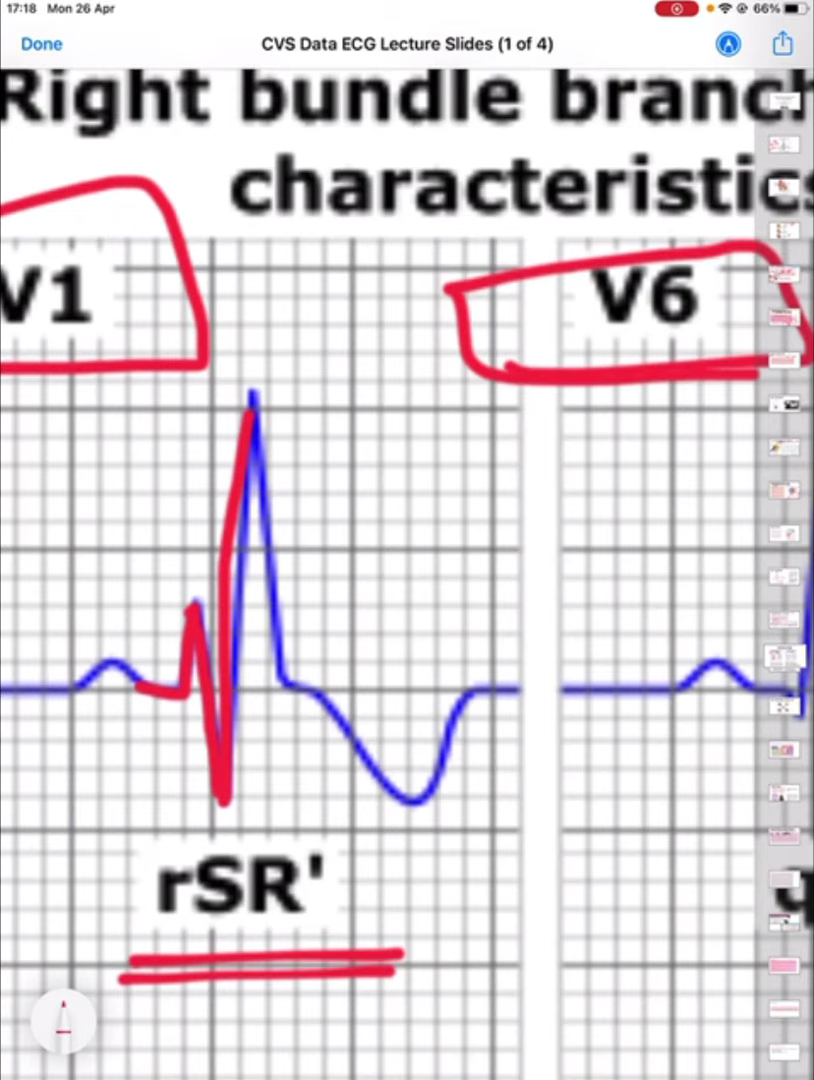 17:18 Mon 26 Apr 66%
Done CVS Data ECG Lecture Slides (1 of 4)
Right bundle branch
characteristics
V1 V6
rSR'
q